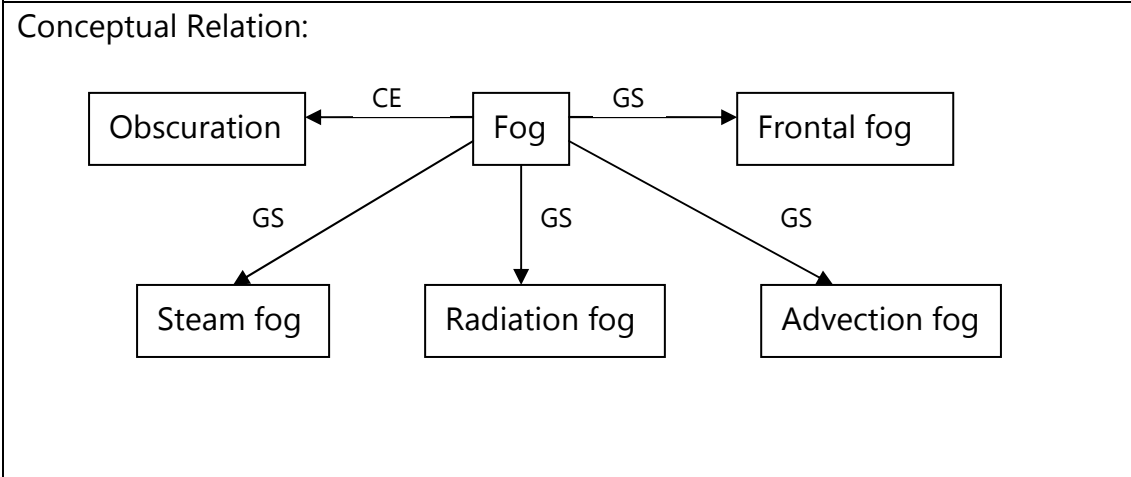 Conceptual Relation:
CE GS
Obscuration Fog Frontal fog
GS GS GS
Steam fog Radiation fog Advection fog